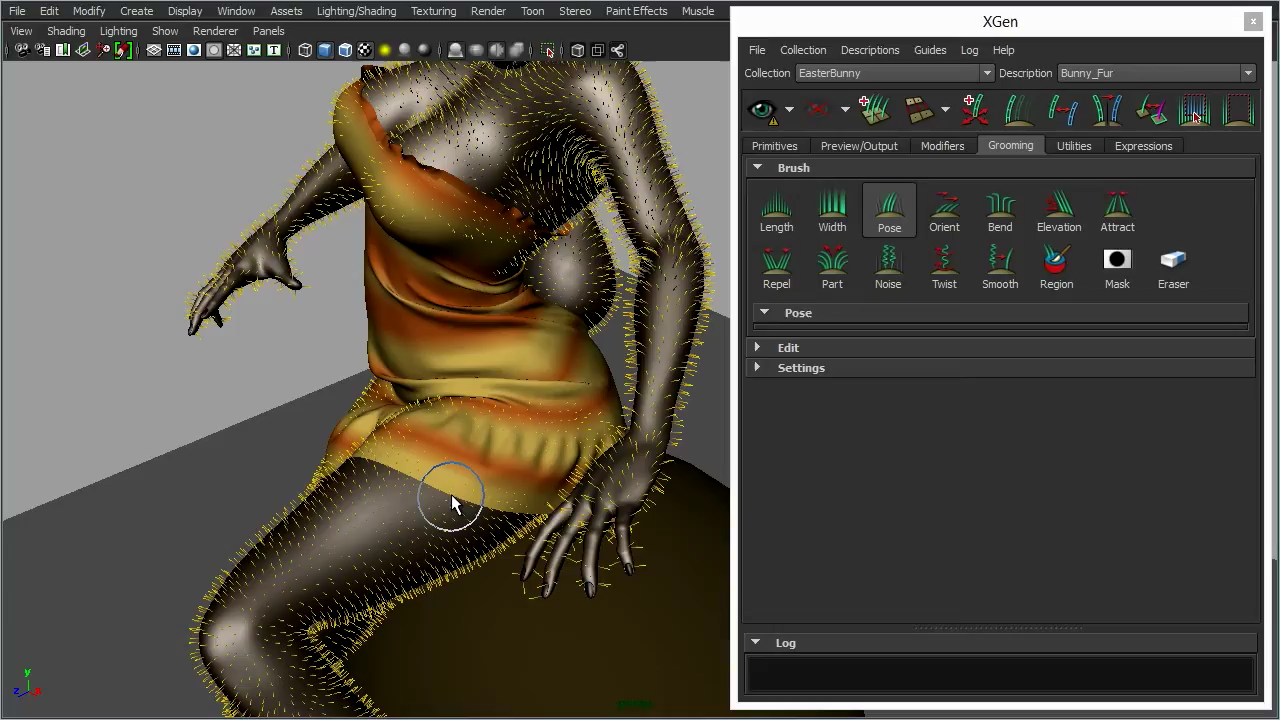 File Edit Modify Create Display Window Assets Lighting/Shading Texturing Render Toon Stereo Paint Effects Muscle
View Shading Lighting Show Renderer Panels
XGen
x
File Collection Descriptions Guides Log Help
Collection EasterBunny Description Bunny_Fur
Primitives Preview/Output Modifiers Grooming Utilities Expressions
Brush
Length Width Pose Orient Bend Elevation Attract
Repel Part Noise Twist Smooth Region Mask Eraser
Pose
Edit
Settings
Log
y
z x